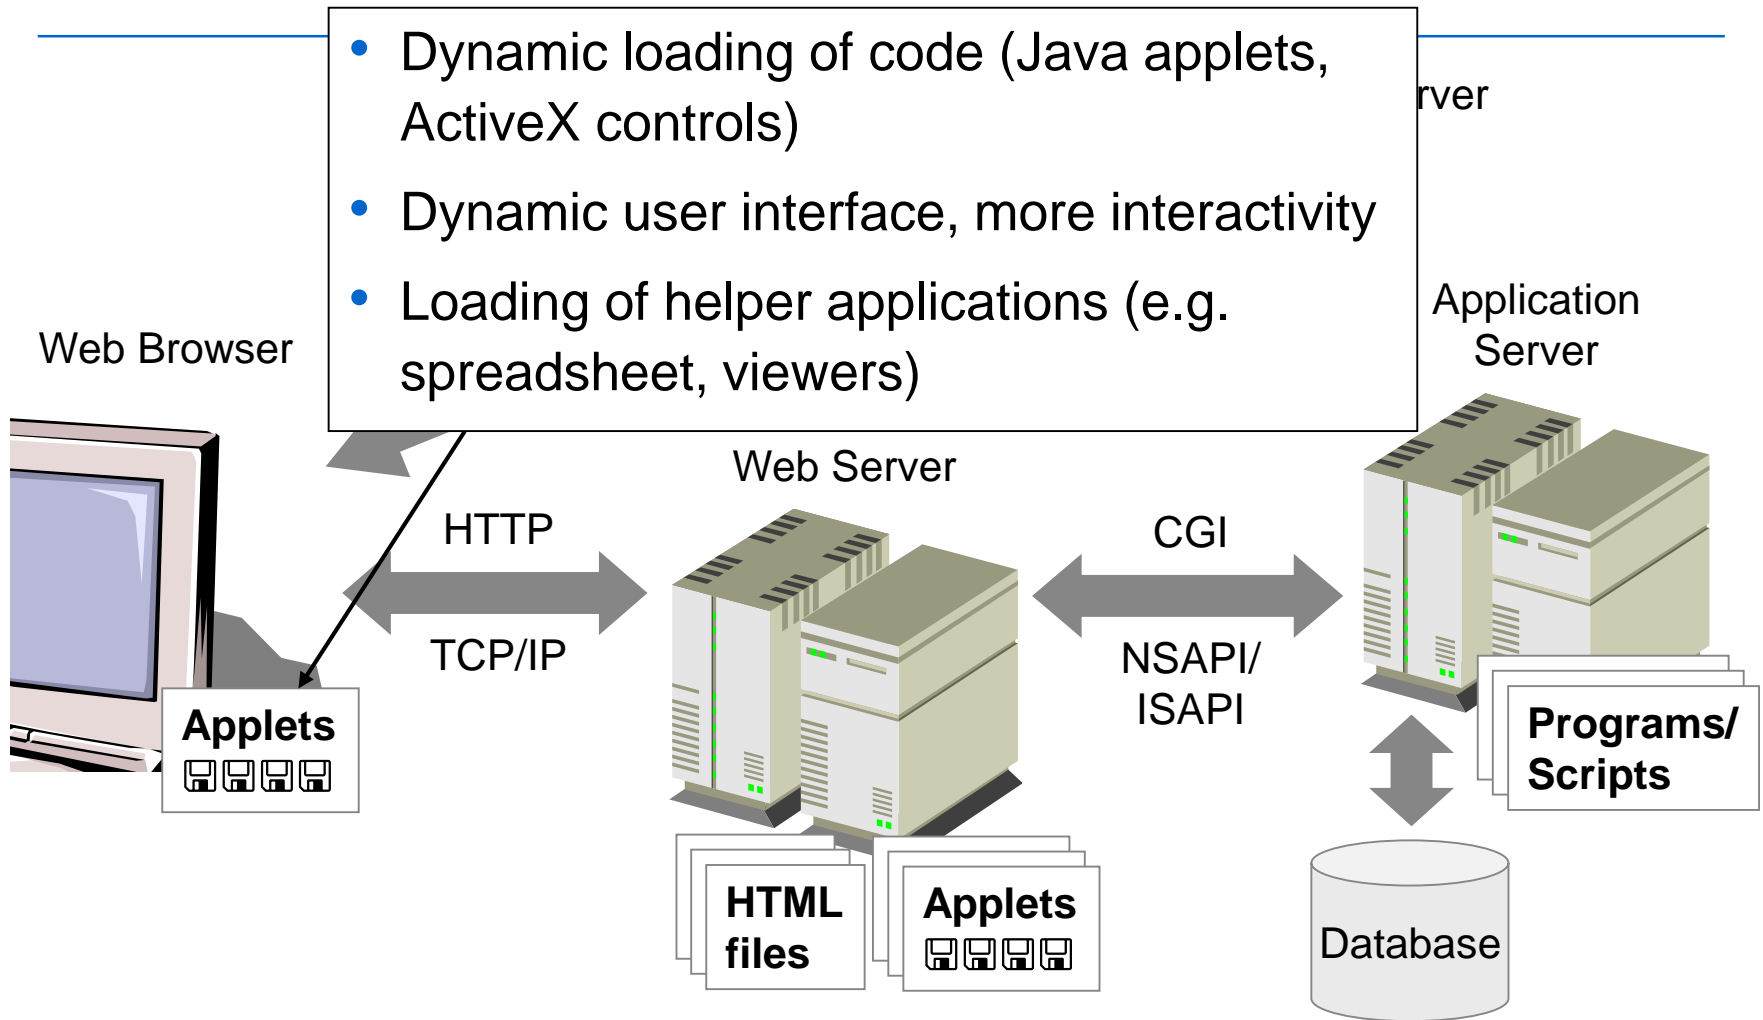 • Dynamic loading of code (Java applets,
ActiveX controls)
• Dynamic user interface, more interactivity
• Loading of helper applications (e.g.
spreadsheet, viewers)
rver
Application
Server
Web Browser
Web Server
HTTP
TCP/IP
CGI
NSAPI/
ISAPI
Applets
Programs/
Scripts
HTML
files
Applets
Database